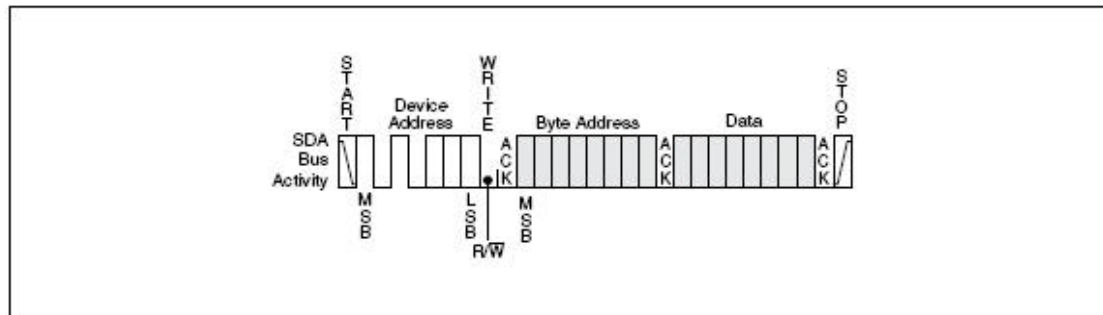 START
Device Address
WRITE
Byte Address
Data
STOP
SDA
Bus
Activity
ACK
ACK
ACK
MSB
LSB
R/W
MSB